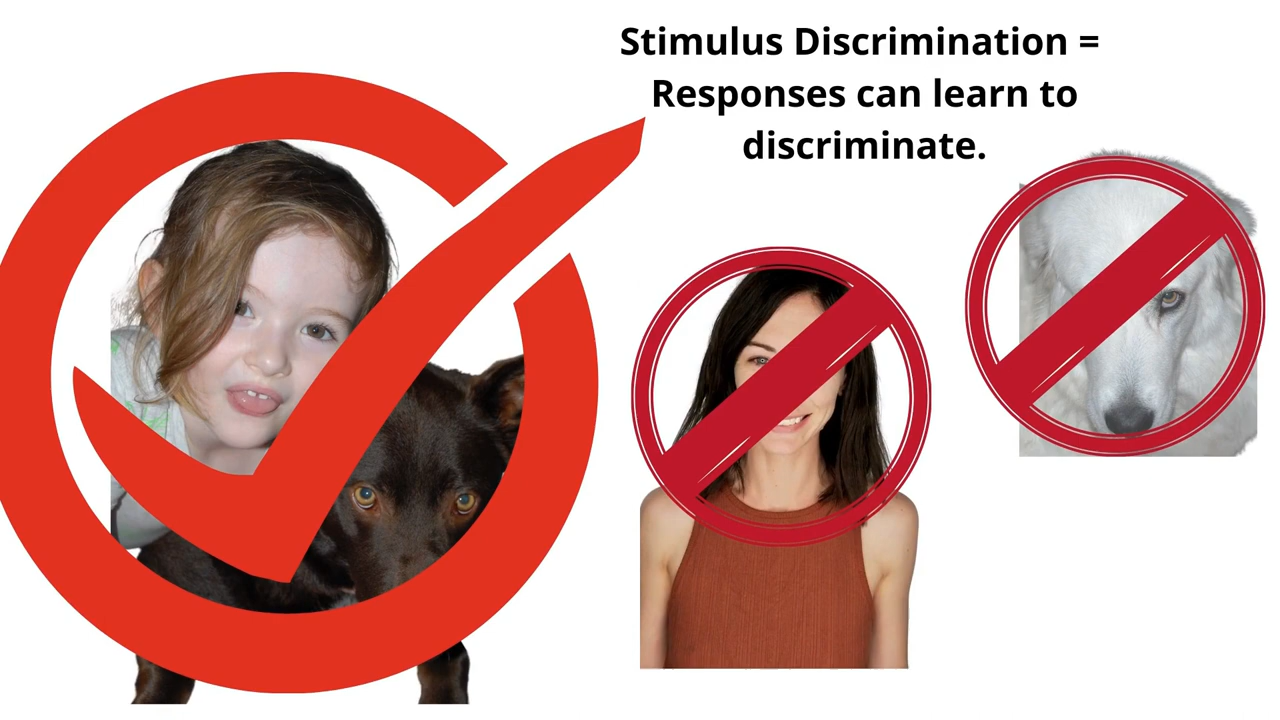 Stimulus Discrimination =
Responses can learn to
discriminate.